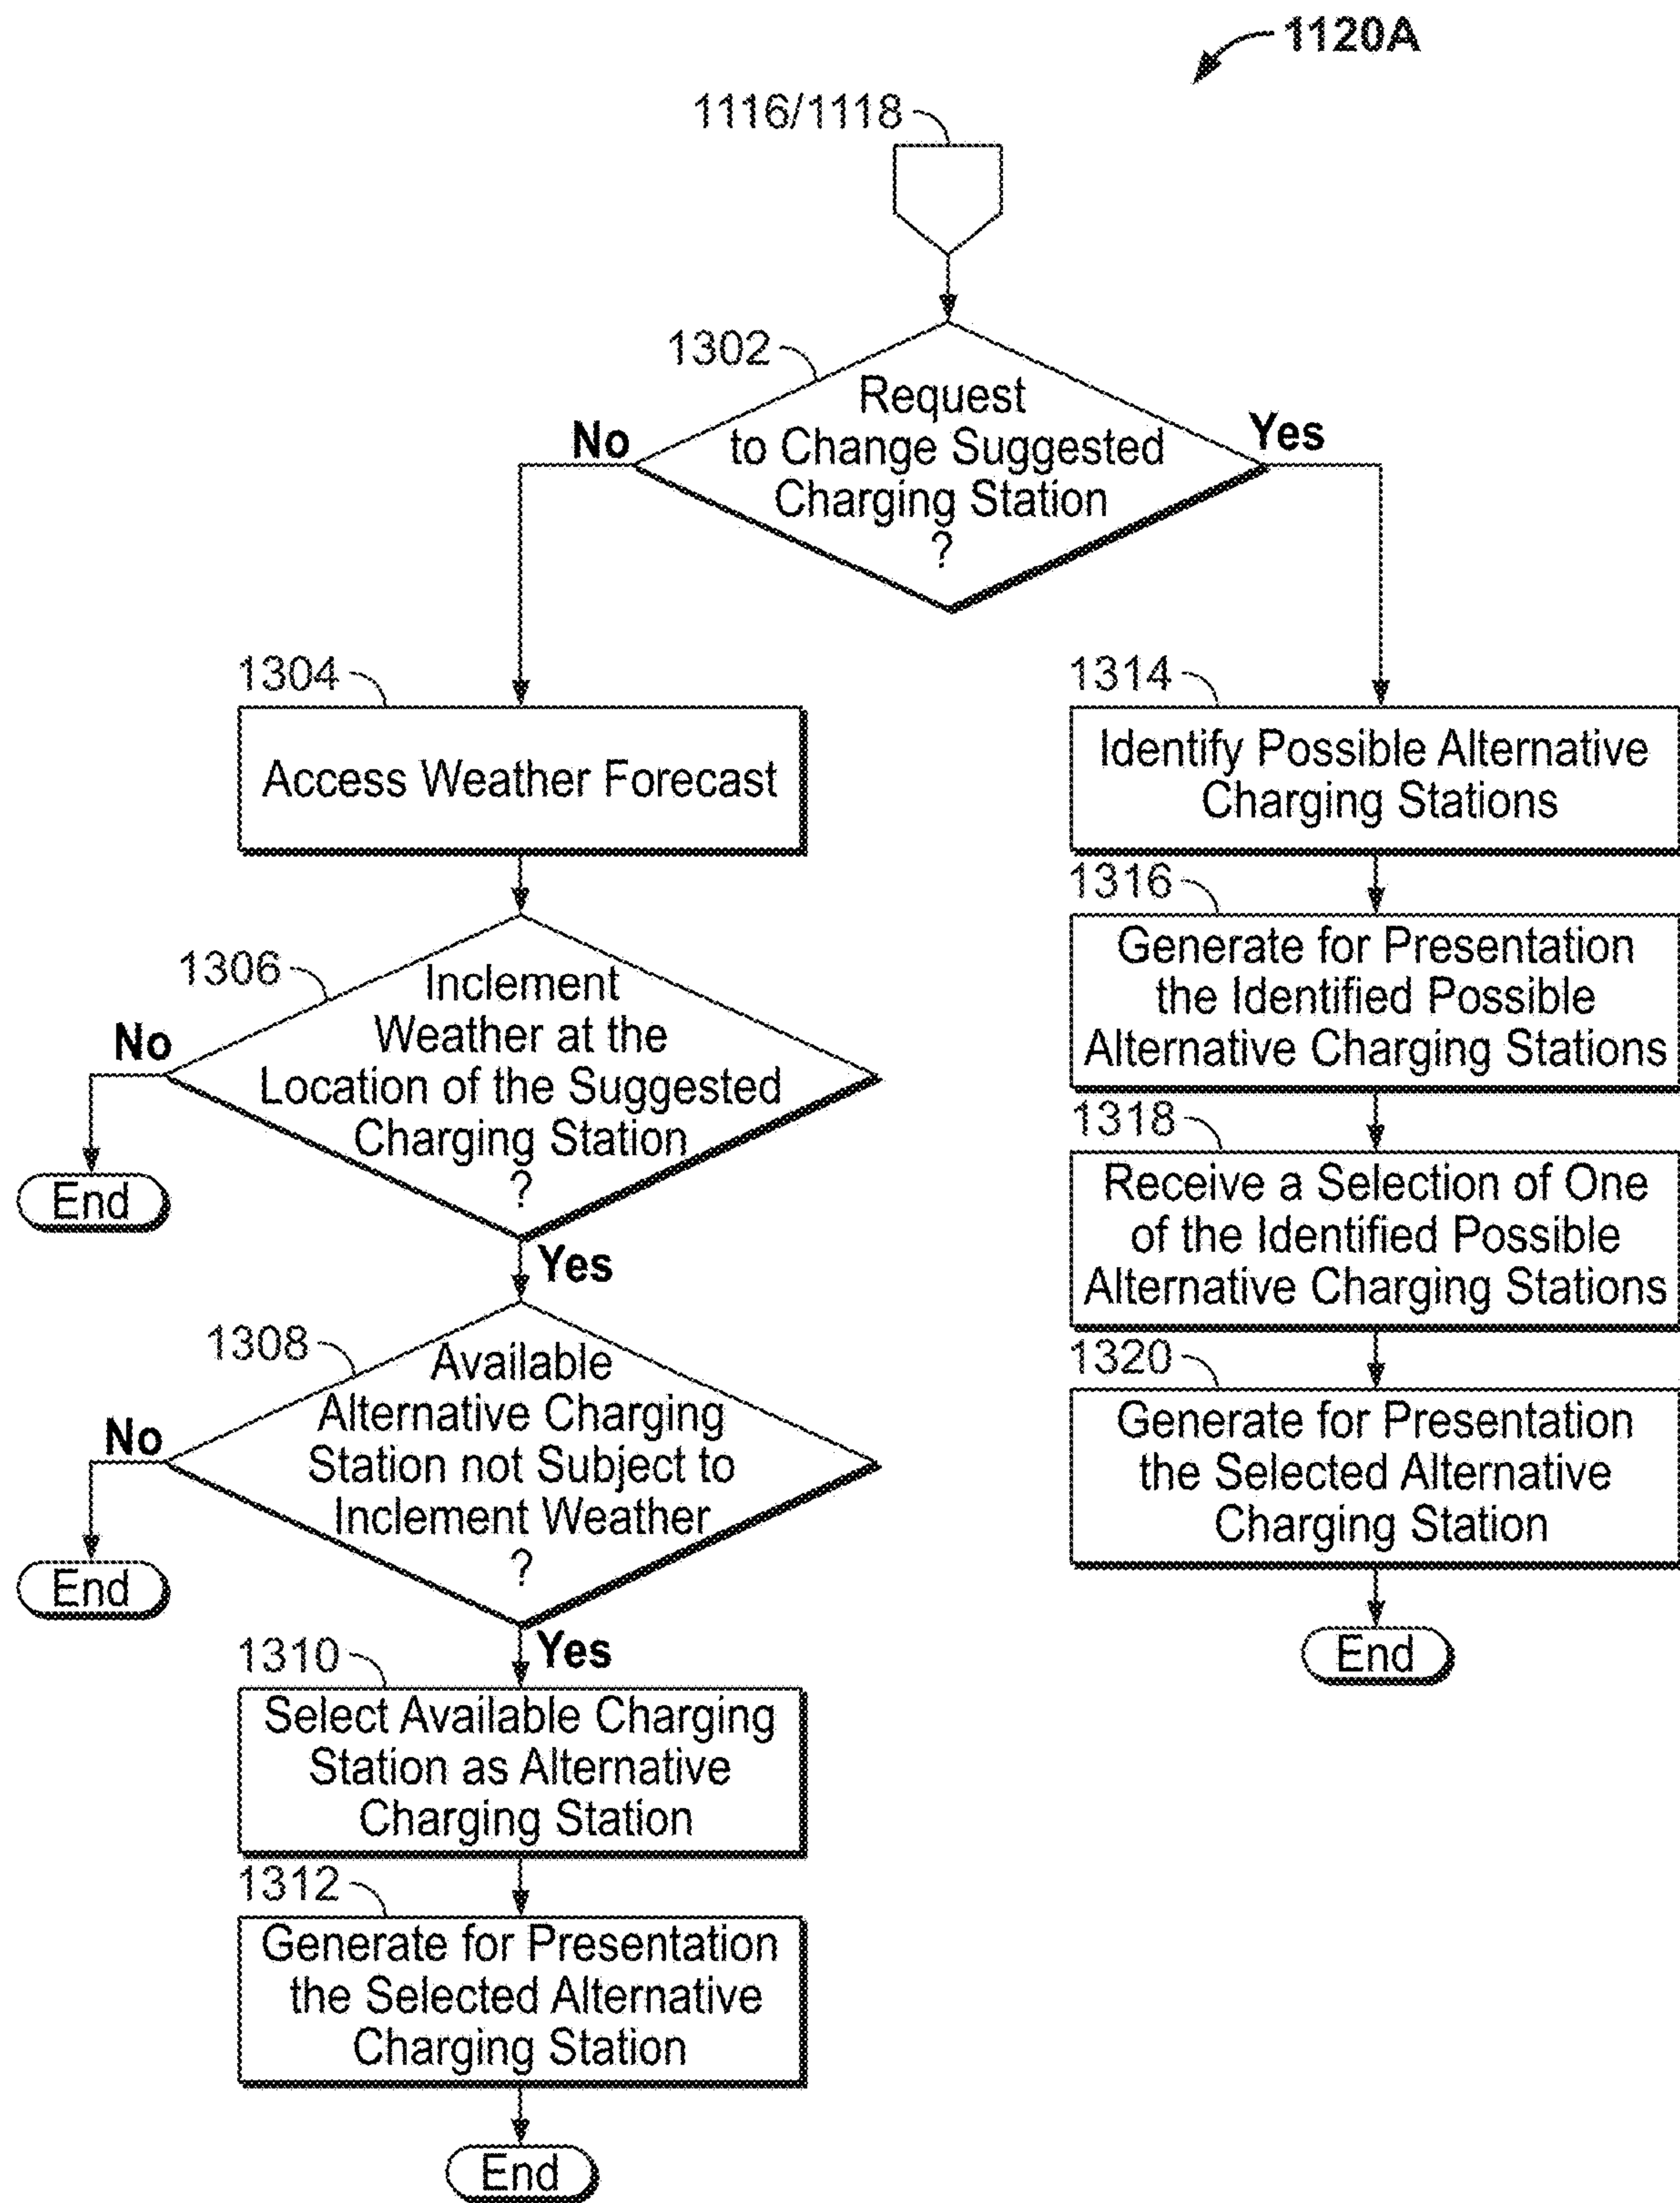 1120A
1116/1118
1302
Request
to Change Suggested
Charging Station
?
No
Yes
1304
Access Weather Forecast
1306
Inclement
Weather at the
Location of the Suggested
Charging Station
?
No
End
Yes
1308
Available
Alternative Charging
Station not Subject to
Inclement Weather
?
No
End
Yes
1310
Select Available Charging
Station as Alternative
Charging Station
1312
Generate for Presentation
the Selected Alternative
Charging Station
End
1314
Identify Possible Alternative
Charging Stations
1316
Generate for Presentation
the Identified Possible
Alternative Charging Stations
1318
Receive a Selection of One
of the Identified Possible
Alternative Charging Stations
1320
Generate for Presentation
the Selected Alternative
Charging Station
End